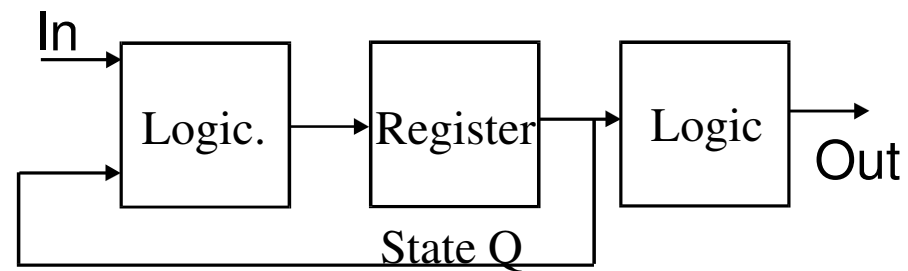 In
Logic.
Register
Logic
Out
State Q